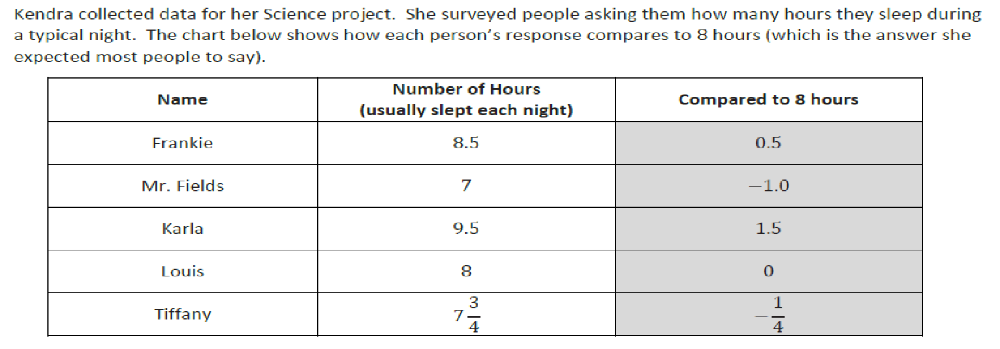 Kendra collected data for her Science project.  She surveyed people asking them how many hours they sleep during
a typical night.  The chart below shows how each person’s response compares to 8 hours (which is the answer she
expected most people to say).
Name
Number of Hours
(usually slept each night)
Compared to 8 hours
Frankie 8.5 0.5
Mr. Fields 7 −1.0
Karla 9.5 1.5
Louis 8 0
Tiffany 7 3/4 −1/4